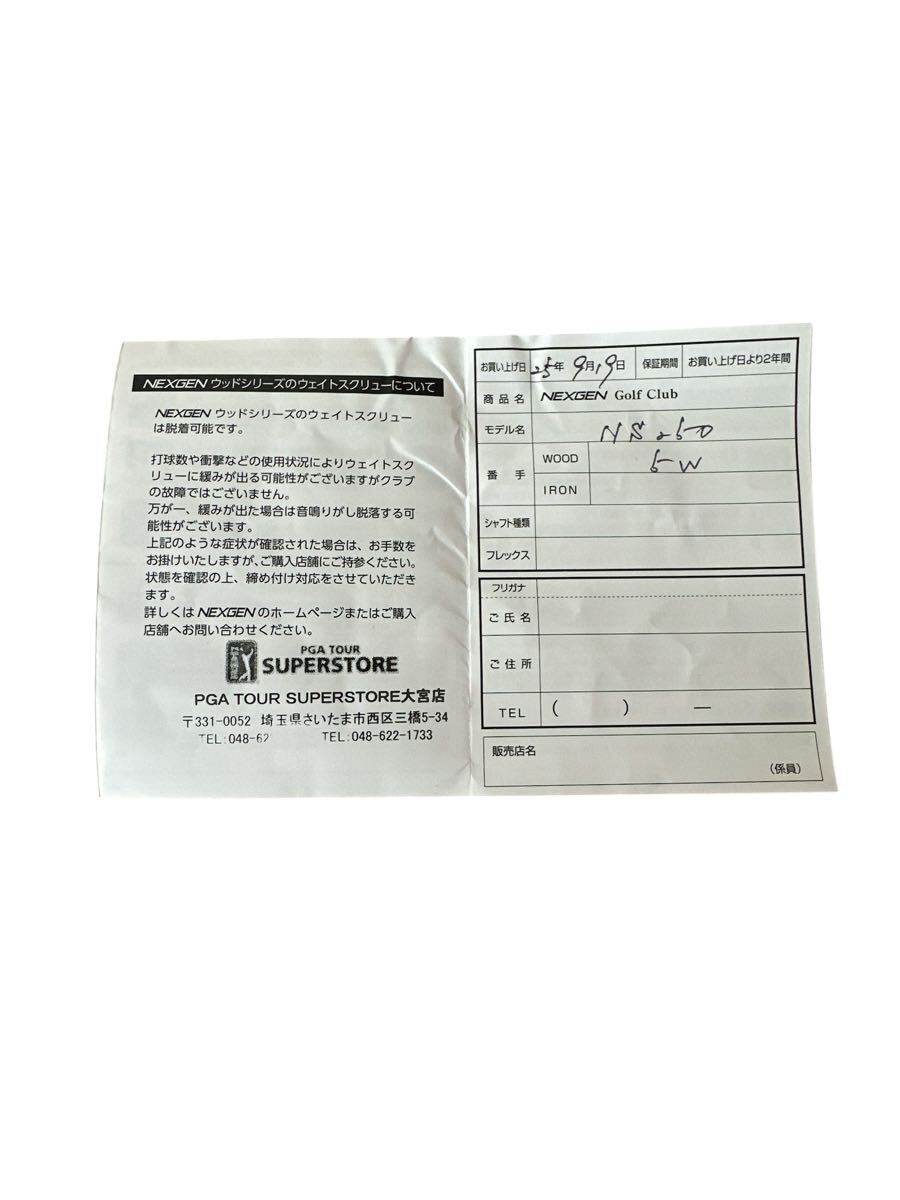 NEXGEN ウッドシリーズのウェイトスクリューについて
NEXGEN ウッドシリーズのウェイトスクリュー
は脱着可能です。
打球数や衝撃などの使用状況によりウェイトスク
リューに緩みが出る可能性がございますがクラブ
の故障ではございません。
万が一、緩みが出た場合は音鳴りがし脱落する可
能性がございます。
上記のような症状が確認された場合は、お手数を
お掛けいたしますが、ご購入店舗にご持参ください。
状態を確認の上、締め付け対応をさせていただき
ます。
詳しくは NEXGEN のホームページまたはご購入
店舗へお問い合わせください。
PGA TOUR
SUPERSTORE
PGA TOUR SUPERSTORE大宮店
〒331-0052 埼玉県さいたま市西区三橋5-34
TEL:048-62 TEL:048-622-1733
お買い上げ日 25年 9月19日 保証期間 お買い上げ日より2年間
商品名 NEXGEN Golf Club
モデル名 NS250
番手 WOOD 5W
IRON
シャフト種類
フレックス
フリガナ
ご氏名
ご住所
TEL ( ) ―
販売店名
(係員)